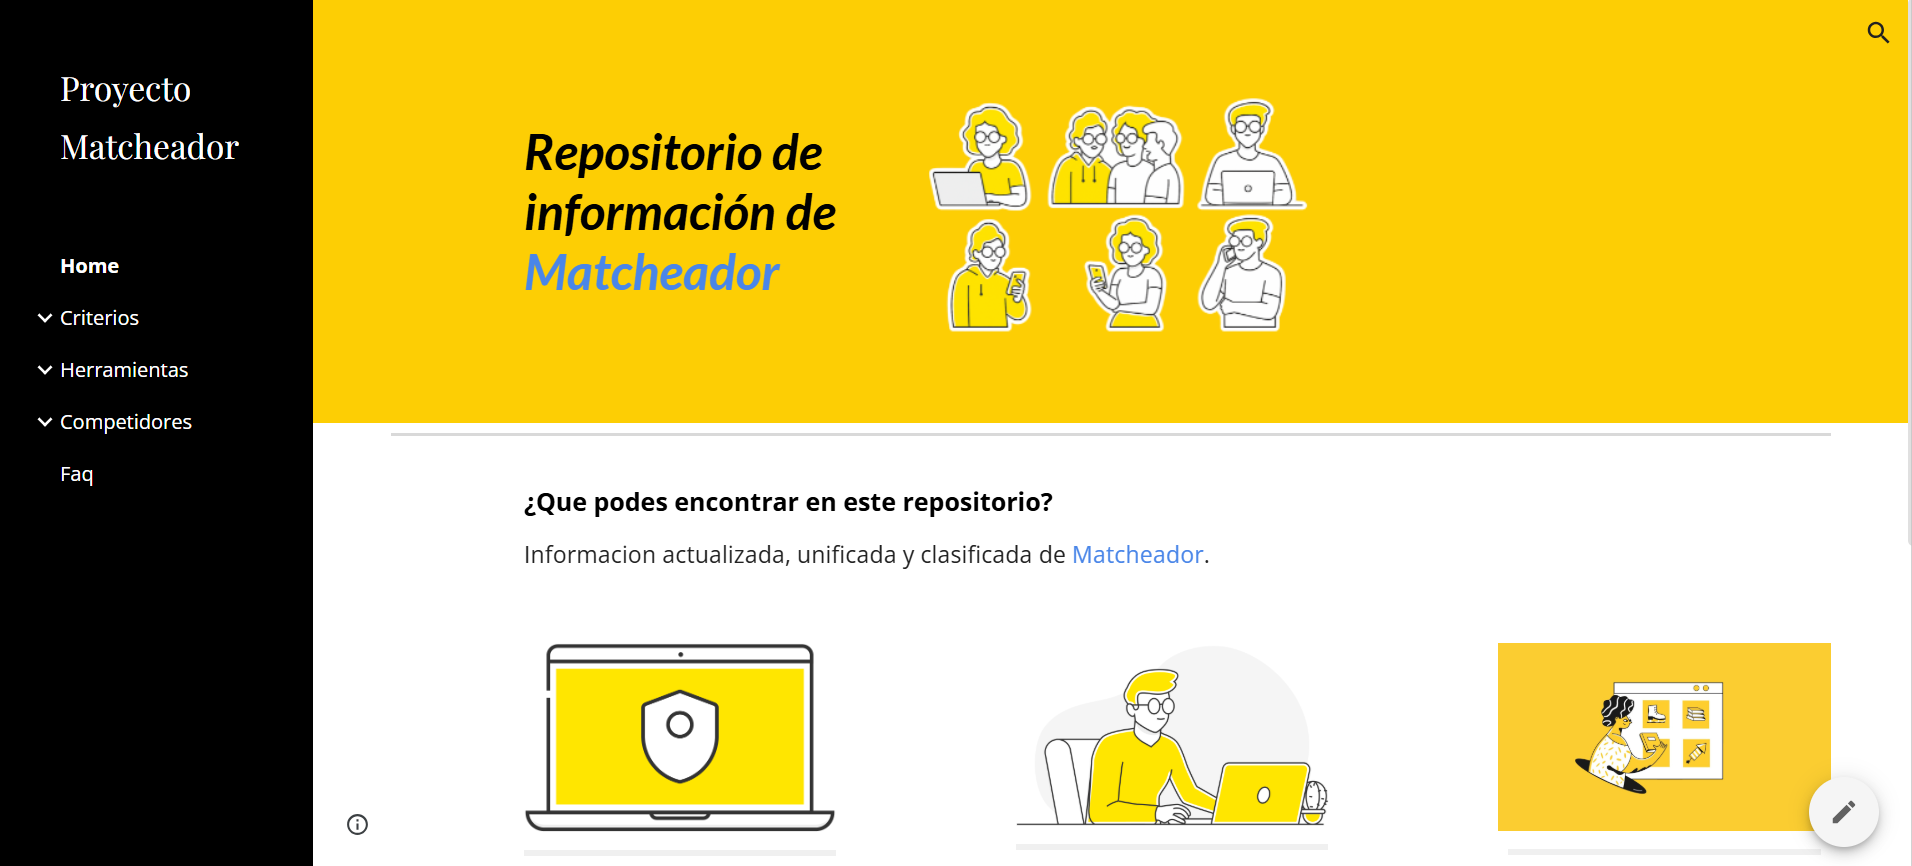 Proyecto
Matcheador
Home
Criterios
Herramientas
Competidores
Faq
Repositorio de
información de
Matcheador
¿Que podes encontrar en este repositorio?
Informacion actualizada, unificada y clasificada de Matcheador.